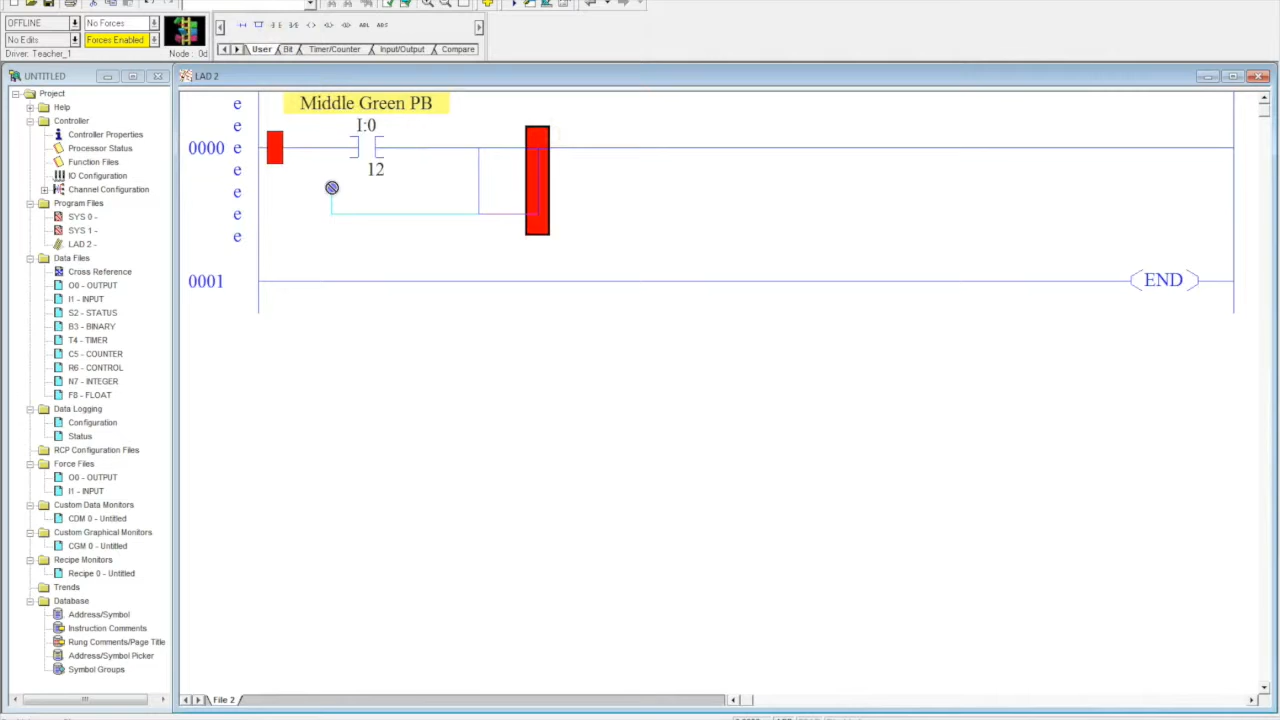 OFFLINE
No Forces
No Edits
Forces Enabled
Driver: Teacher_1
Node : 0d
User
Bit
Timer/Counter
Input/Output
Compare
ABL
ABS
UNTITLED
Project
Help
Controller
Controller Properties
Processor Status
Function Files
IO Configuration
Channel Configuration
Program Files
SYS 0 -
SYS 1 -
LAD 2 -
Data Files
Cross Reference
O0 - OUTPUT
I1 - INPUT
S2 - STATUS
B3 - BINARY
T4 - TIMER
C5 - COUNTER
R6 - CONTROL
N7 - INTEGER
F8 - FLOAT
Data Logging
Configuration
Status
RCP Configuration Files
Force Files
O0 - OUTPUT
I1 - INPUT
Custom Data Monitors
CDM 0 - Untitled
Custom Graphical Monitors
CGM 0 - Untitled
Recipe Monitors
Recipe 0 - Untitled
Trends
Database
Address/Symbol
Instruction Comments
Rung Comments/Page Title
Address/Symbol Picker
Symbol Groups
LAD 2
e
Middle Green PB
e
I:0
0000
e
e
12
e
e
e
0001
END
File 2